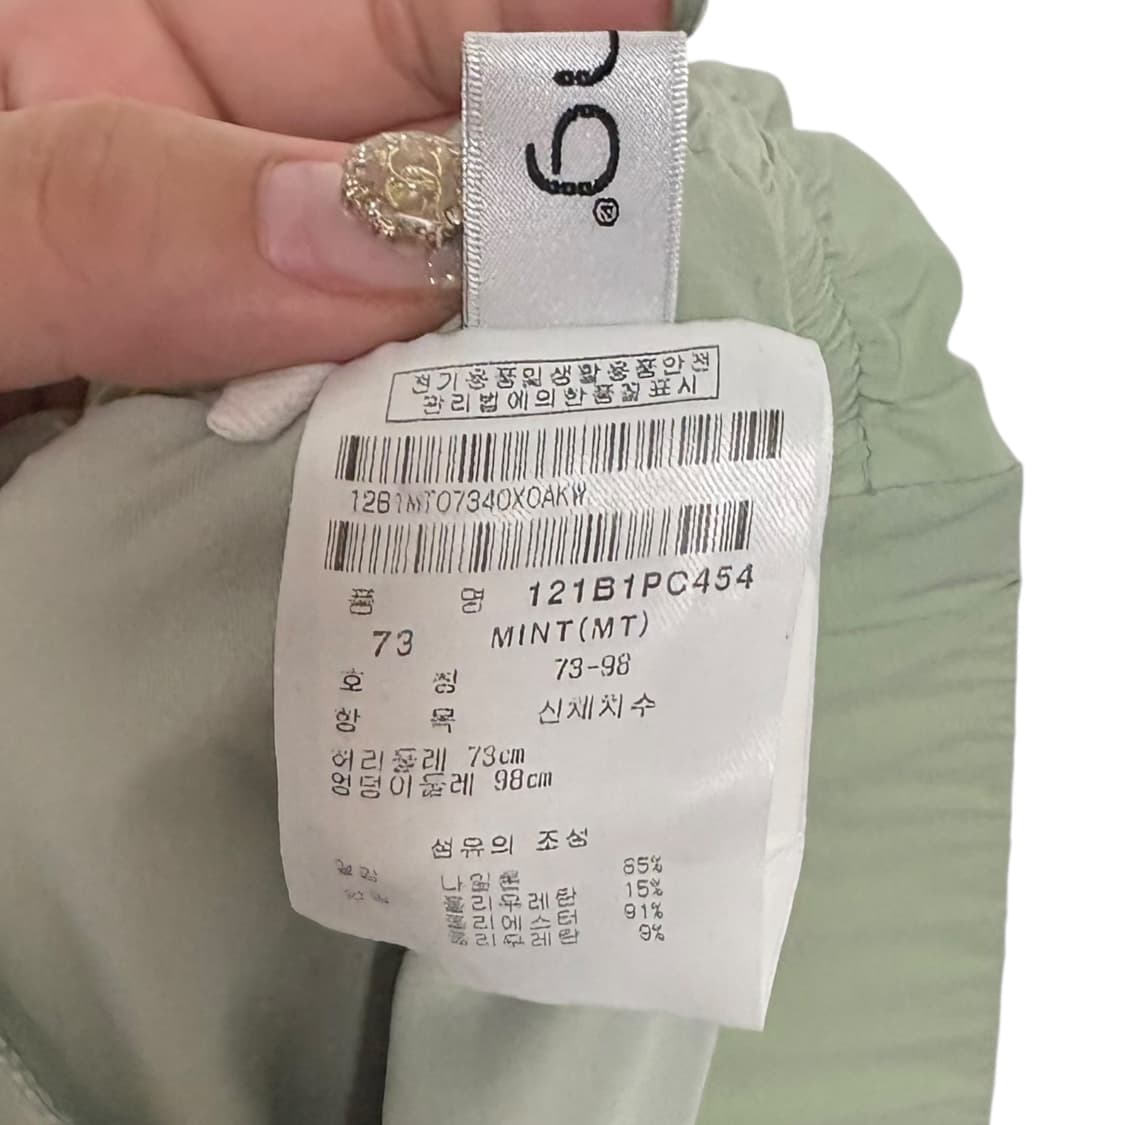 전기용품및생활용품안전
관리법에의한품질표시
12B1MT07340X0AKW
품 명 121B1PC454
73 MINT(MT)
호 칭 73-98
항 목 신체치수
허리둘레 73cm
엉덩이둘레 98cm
섬유의 조성
겉감 나일론 85%
폴리우레탄 15%
폴리에스터 91%
폴리우레탄 9%